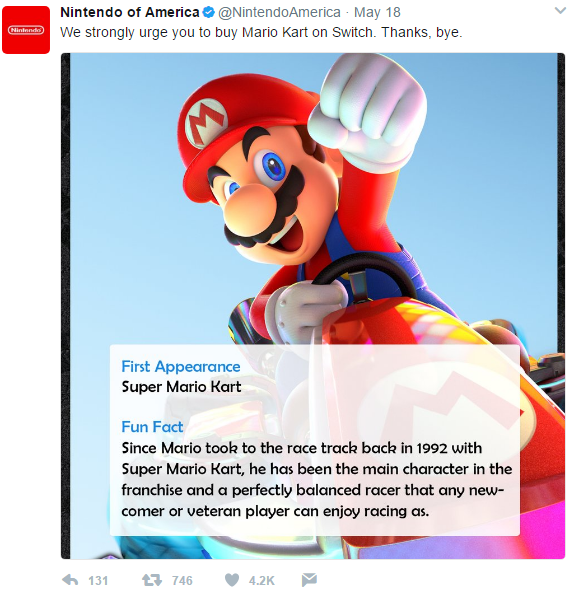 Nintendo of America @NintendoAmerica · May 18
Nintendo
We strongly urge you to buy Mario Kart on Switch. Thanks, bye.
M
First Appearance
Super Mario Kart
Fun Fact
Since Mario took to the race track back in 1992 with
Super Mario Kart, he has been the main character in the
franchise and a perfectly balanced racer that any new-
comer or veteran player can enjoy racing as.
131 746 4.2K